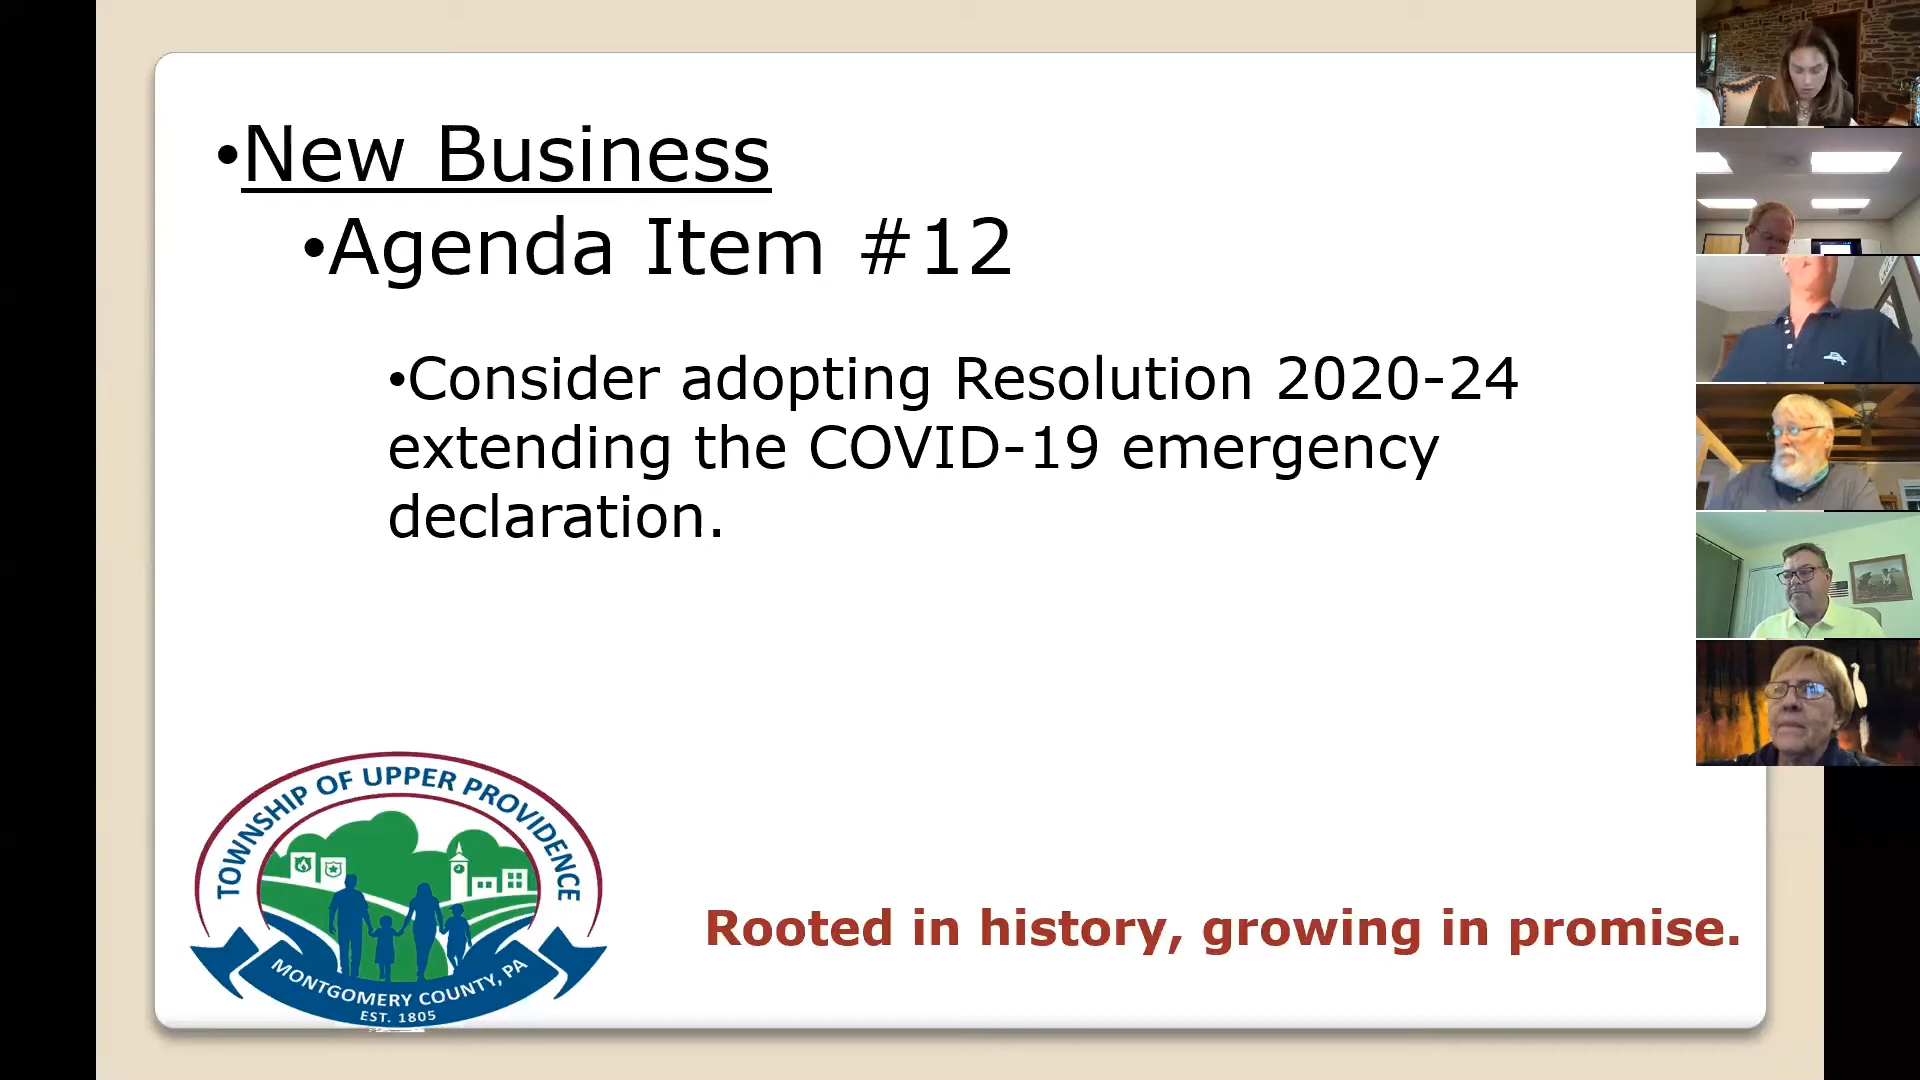 •New Business
•Agenda Item #12
•Consider adopting Resolution 2020-24
extending the COVID-19 emergency
declaration.
TOWNSHIP OF UPPER PROVIDENCE
MONTGOMERY COUNTY, PA
EST. 1805
Rooted in history, growing in promise.